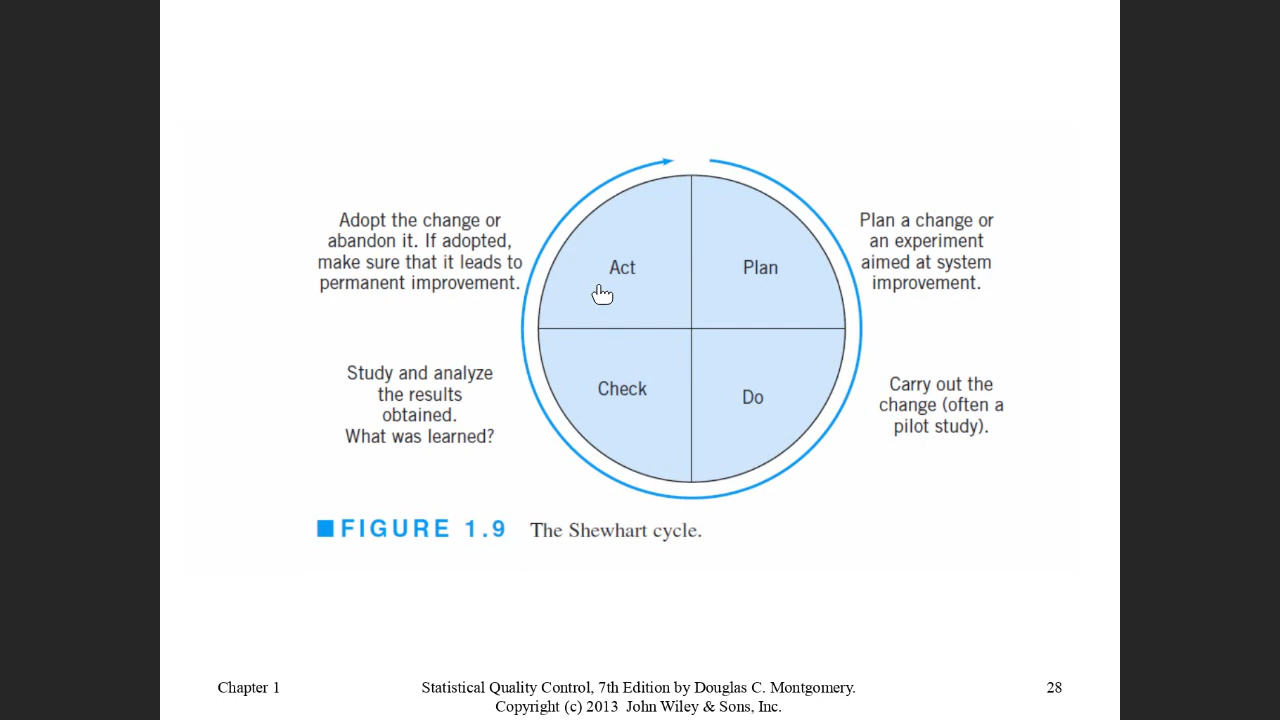 Adopt the change or
abandon it. If adopted,
make sure that it leads to
permanent improvement.
Act
Plan
Plan a change or
an experiment
aimed at system
improvement.
Study and analyze
the results
obtained.
What was learned?
Check
Do
Carry out the
change (often a
pilot study).
FIGURE 1.9 The Shewhart cycle.
Chapter 1
Statistical Quality Control, 7th Edition by Douglas C. Montgomery.
Copyright (c) 2013 John Wiley & Sons, Inc.
28